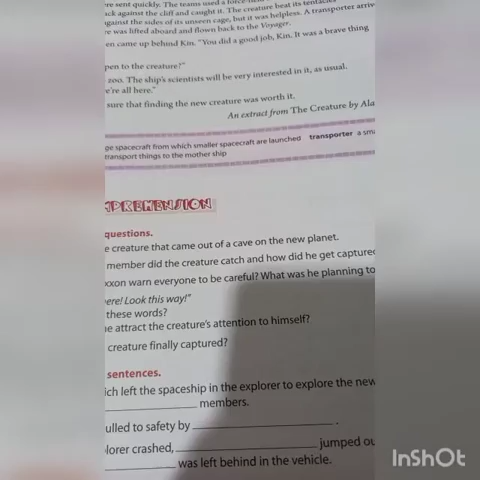 re sent quickly. The teams used a force-
ack against the cliff and caught it. The creature beat its tentacles
against the sides of its unseen cage, but it was helpless. A transporter arriv
re was lifted aboard and flown back to the Voyager.
en came up behind Kin. "You did a good job, Kin. It was a brave thing
pen to the creature?"
zoo. The ship's scientists will be very interested in it, as usual.
e're all here."
sure that finding the new creature was worth it.
An extract from The Creature by Ala
ge spacecraft from which smaller spacecraft are launched transporter a sma
transport things to the mother ship
MPREHENSION
questions.
e creature that came out of a cave on the new planet.
member did the creature catch and how did he get captured
xxon warn everyone to be careful? What was he planning to
ere! Look this way!"
these words?
he attract the creature's attention to himself?
creature finally captured?
sentences.
ich left the spaceship in the explorer to explore the new
members.
ulled to safety by .
lorer crashed, jumped ou
was left behind in the vehicle.
InShOt